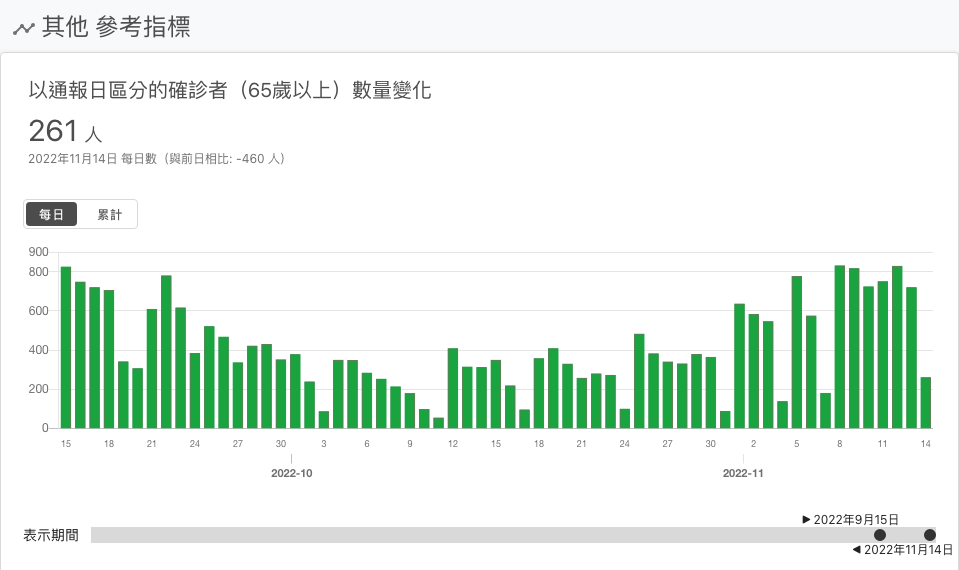 其他 參考指標
以通報日區分的確診者（65歲以上）數量變化
261 人
2022年11月14日 每日數（與前日相比: -460 人）
每日 累計
900
800
600
400
200
0
15 18 21 24 27 30 3 6 9 12 15 18 21 24 27 30 2 5 8 11 14
2022-10 2022-11
2022年9月15日
表示期間
2022年11月14日